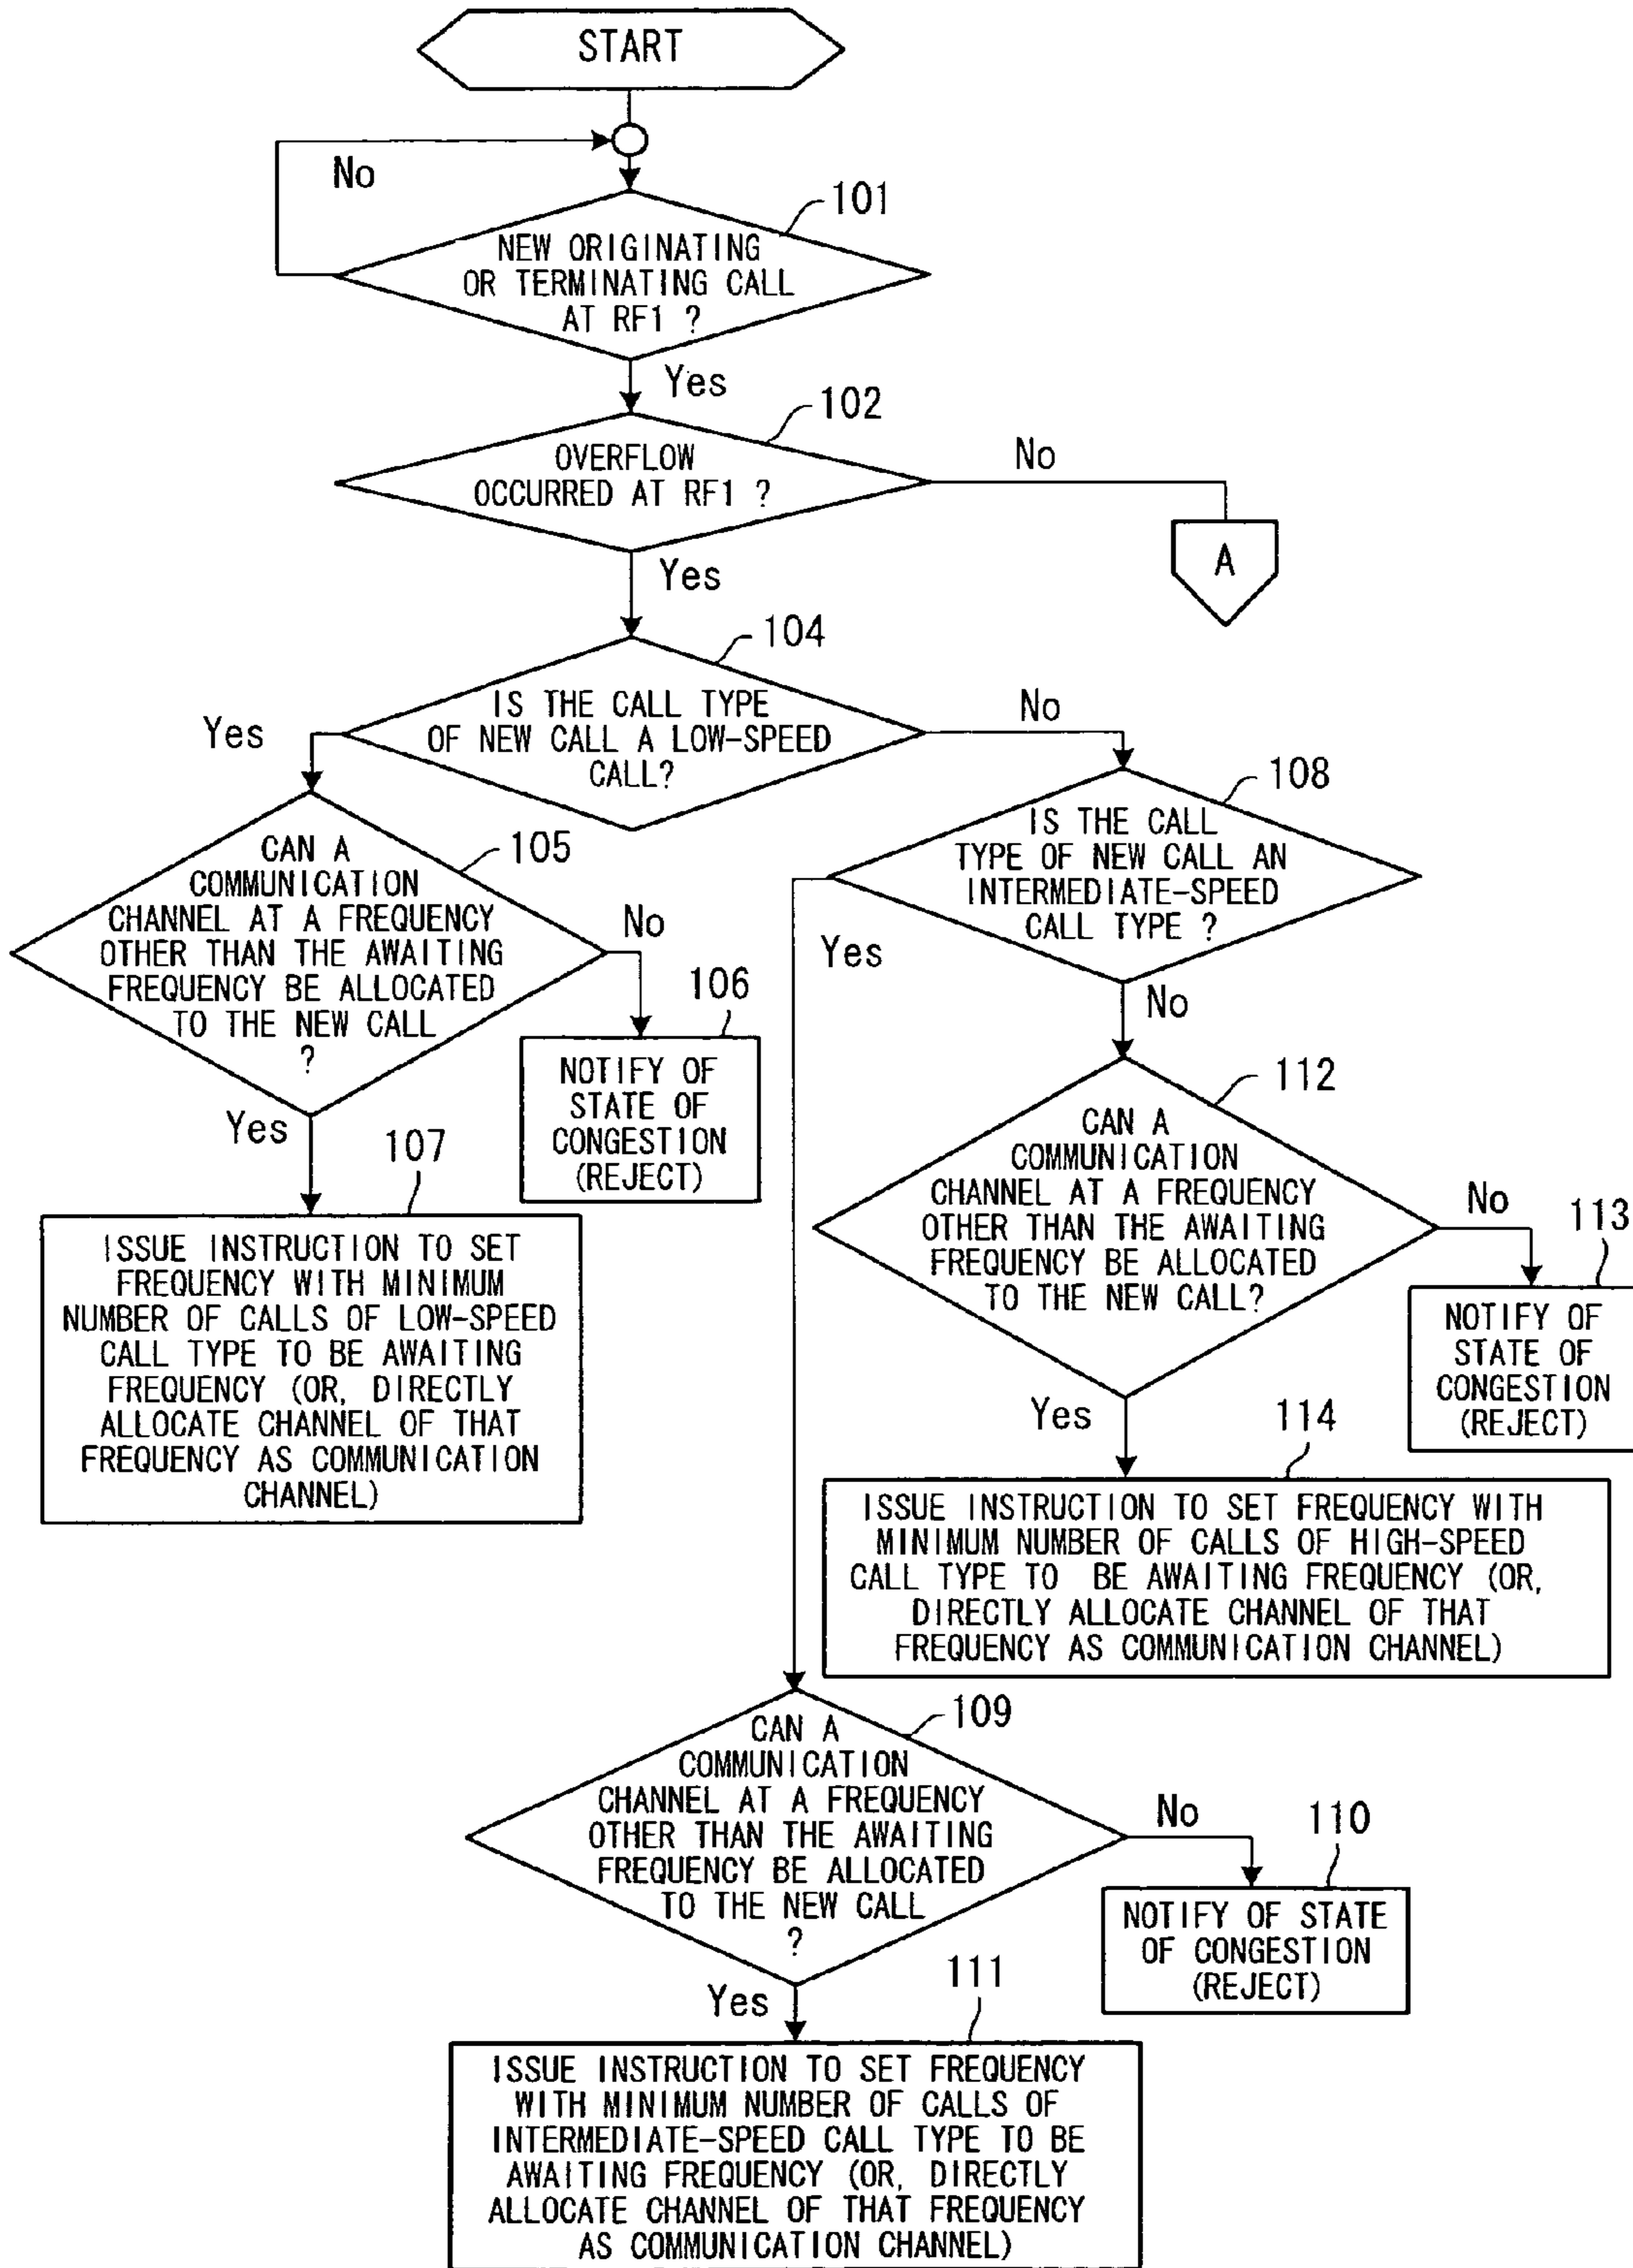 START
No
101
NEW ORIGINATING
OR TERMINATING CALL
AT RF1 ?
Yes
102
OVERFLOW
OCCURRED AT RF1 ?
No
A
Yes
104
IS THE CALL TYPE
OF NEW CALL A LOW-SPEED
CALL?
Yes
No
108
IS THE CALL
TYPE OF NEW CALL AN
INTERMEDIATE-SPEED
CALL TYPE ?
Yes
No
105
CAN A
COMMUNICATION
CHANNEL AT A FREQUENCY
OTHER THAN THE AWAITING
FREQUENCY BE ALLOCATED
TO THE NEW CALL
?
No
106
NOTIFY OF
STATE OF
CONGESTION
(REJECT)
Yes
107
ISSUE INSTRUCTION TO SET
FREQUENCY WITH MINIMUM
NUMBER OF CALLS OF LOW-SPEED
CALL TYPE TO BE AWAITING
FREQUENCY (OR, DIRECTLY
ALLOCATE CHANNEL OF THAT
FREQUENCY AS COMMUNICATION
CHANNEL)
112
CAN A
COMMUNICATION
CHANNEL AT A FREQUENCY
OTHER THAN THE AWAITING
FREQUENCY BE ALLOCATED
TO THE NEW CALL?
No
113
NOTIFY OF
STATE OF
CONGESTION
(REJECT)
Yes
114
ISSUE INSTRUCTION TO SET FREQUENCY WITH
MINIMUM NUMBER OF CALLS OF HIGH-SPEED
CALL TYPE TO BE AWAITING FREQUENCY (OR,
DIRECTLY ALLOCATE CHANNEL OF THAT
FREQUENCY AS COMMUNICATION CHANNEL)
109
CAN A
COMMUNICATION
CHANNEL AT A FREQUENCY
OTHER THAN THE AWAITING
FREQUENCY BE ALLOCATED
TO THE NEW CALL
?
No
110
NOTIFY OF STATE
OF CONGESTION
(REJECT)
Yes
111
ISSUE INSTRUCTION TO SET FREQUENCY
WITH MINIMUM NUMBER OF CALLS OF
INTERMEDIATE-SPEED CALL TYPE TO BE
AWAITING FREQUENCY (OR, DIRECTLY
ALLOCATE CHANNEL OF THAT FREQUENCY
AS COMMUNICATION CHANNEL)